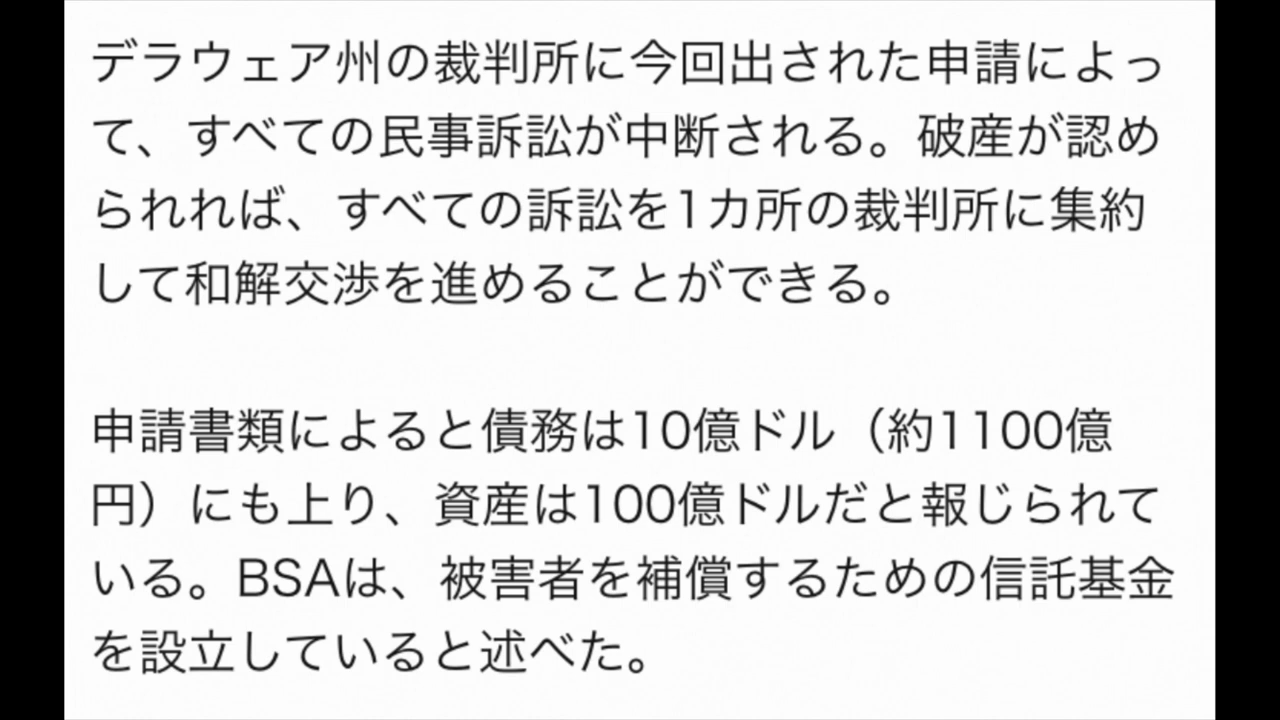 デラウェア州の裁判所に今回出された申請によっ
て、すべての民事訴訟が中断される。破産が認め
られれば、すべての訴訟を1カ所の裁判所に集約
して和解交渉を進めることができる。
申請書類によると債務は10億ドル（約1100億
円）にも上り、資産は100億ドルだと報じられて
いる。BSAは、被害者を補償するための信託基金
を設立していると述べた。